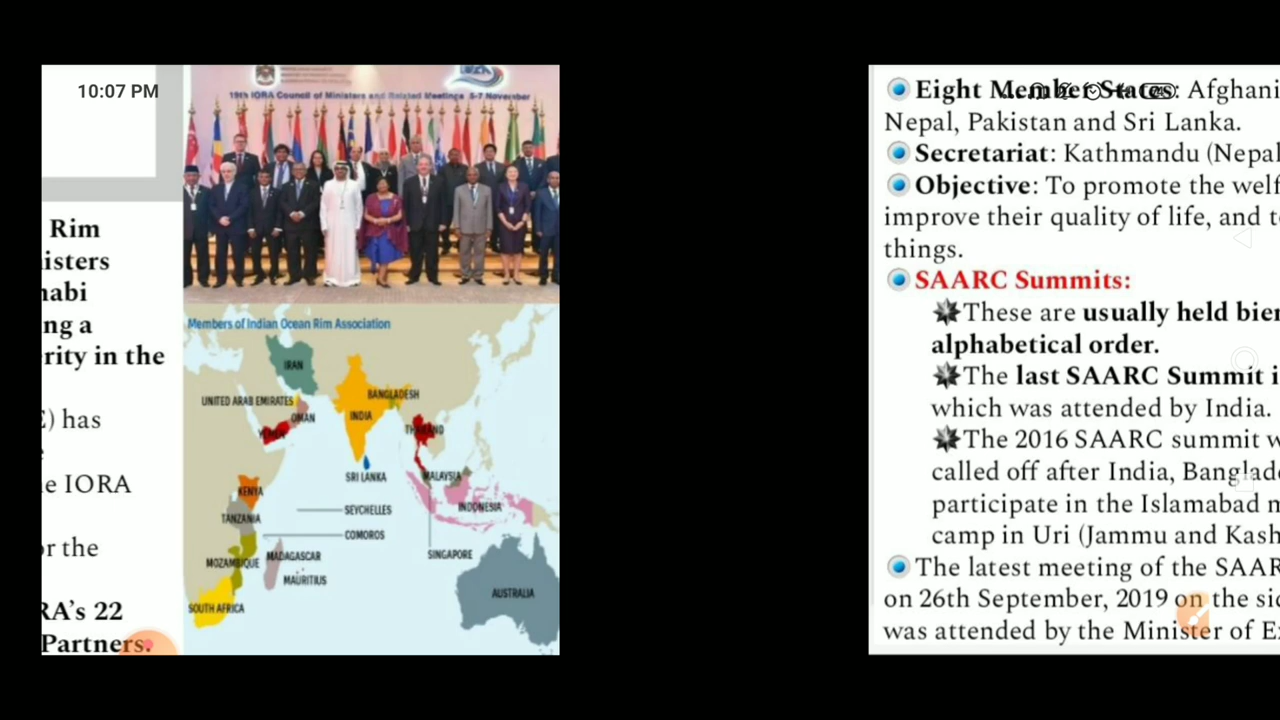 10:07 PM
Rim
isters
habi
ng a
rity in the
E) has
e
e IORA
or the
RA's 22
Partners.
19th IORA Council of Ministers and Related Meetings 5-7 November
Members of Indian Ocean Rim Association
IRAN
UNITED ARAB EMIRATES
OMAN
YEMEN
BANGLADESH
INDIA
THAILAND
SRI LANKA
MALAYSIA
KENYA
INDONESIA
SEYCHELLES
TANZANIA
COMOROS
SINGAPORE
MOZAMBIQUE
MADAGASCAR
MAURITIUS
AUSTRALIA
SOUTH AFRICA
Eight Member States: Afghani
Nepal, Pakistan and Sri Lanka.
Secretariat: Kathmandu (Nepal
Objective: To promote the welf
improve their quality of life, and t
things.
SAARC Summits:
These are usually held bien
alphabetical order.
The last SAARC Summit i
which was attended by India.
The 2016 SAARC summit w
called off after India, Banglade
participate in the Islamabad m
camp in Uri (Jammu and Kash
The latest meeting of the SAAR
on 26th September, 2019 on the sid
was attended by the Minister of Ex